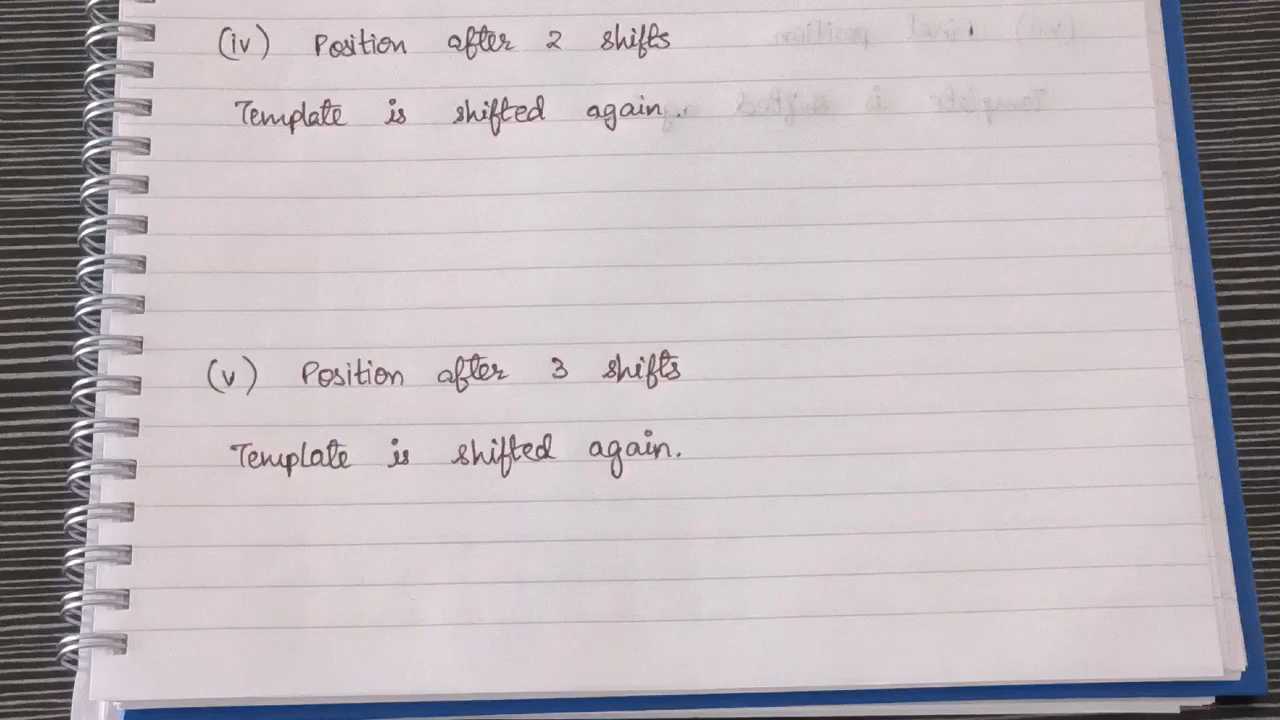 (iv) Position after 2 shifts
Template is shifted again.
(v) Position after 3 shifts
Template is shifted again.